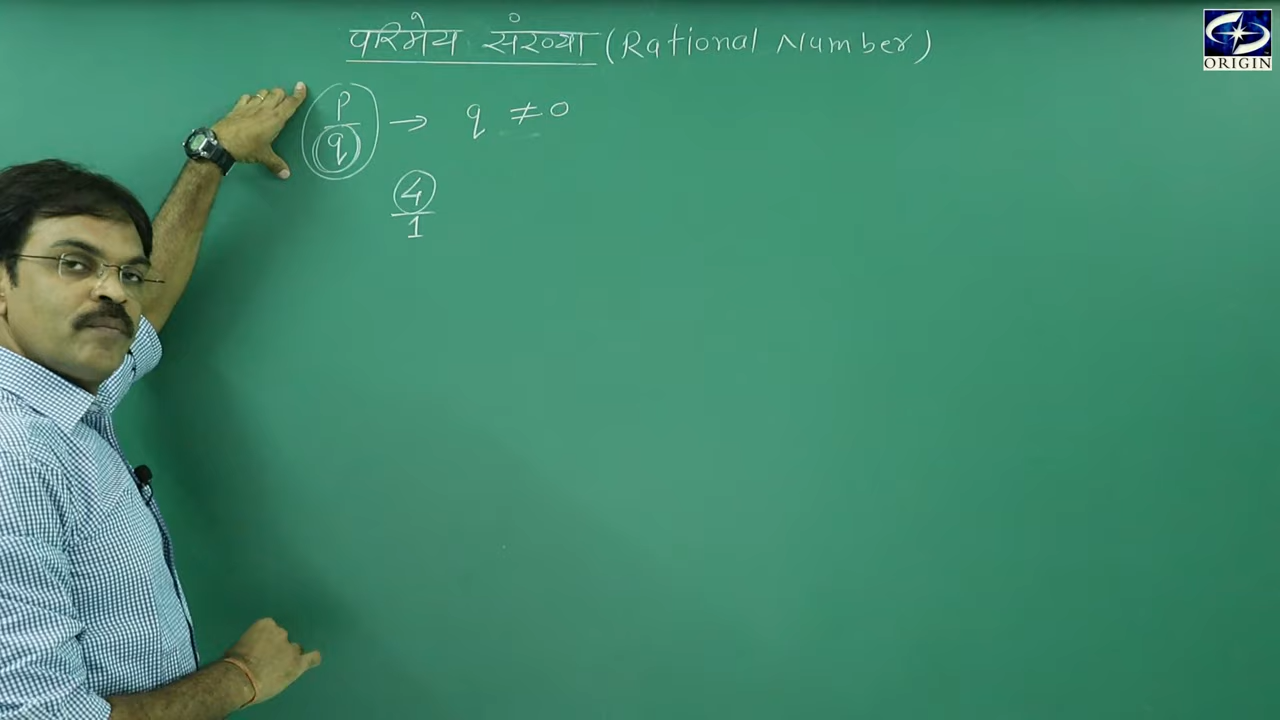 परिमेय संख्या (Rational Number)
p/q → q ≠ 0
4/1
ORIGIN